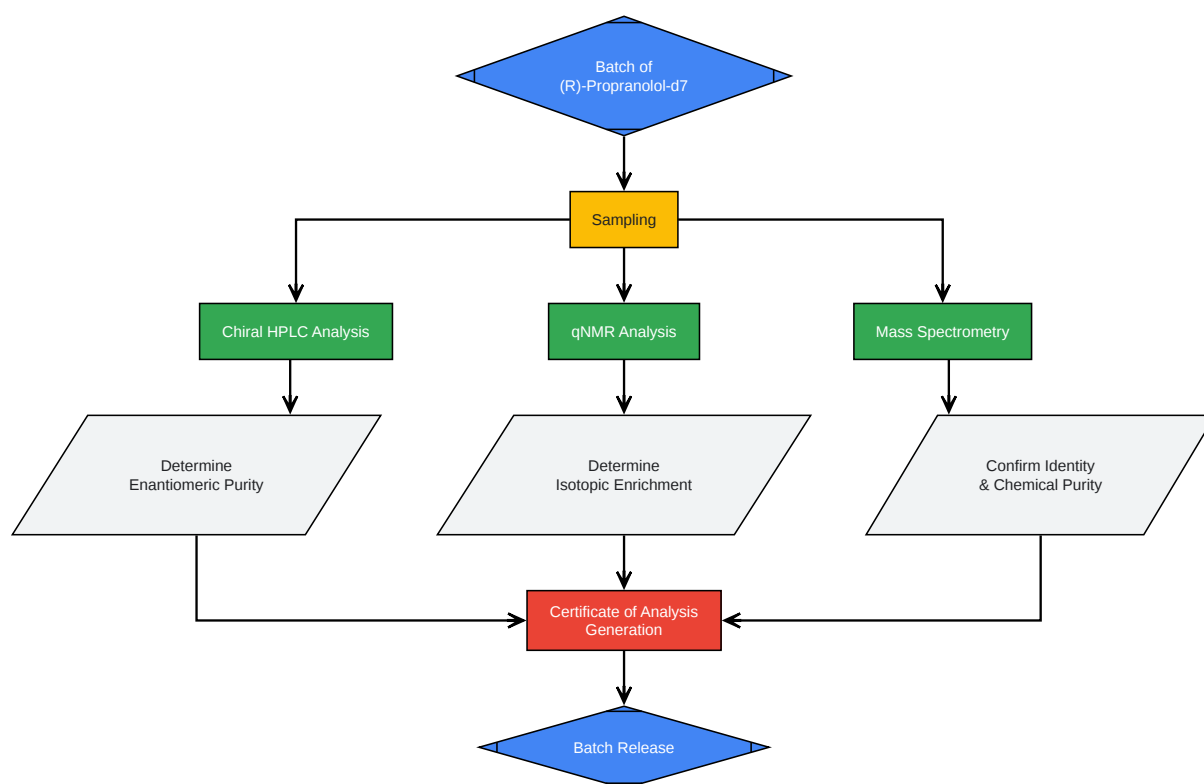 Batch of
(R)-Propranolol-d7
Sampling
Chiral HPLC Analysis
qNMR Analysis
Mass Spectrometry
Determine
Enantiomeric Purity
Determine
Isotopic Enrichment
Confirm Identity
& Chemical Purity
Certificate of Analysis
Generation
Batch Release